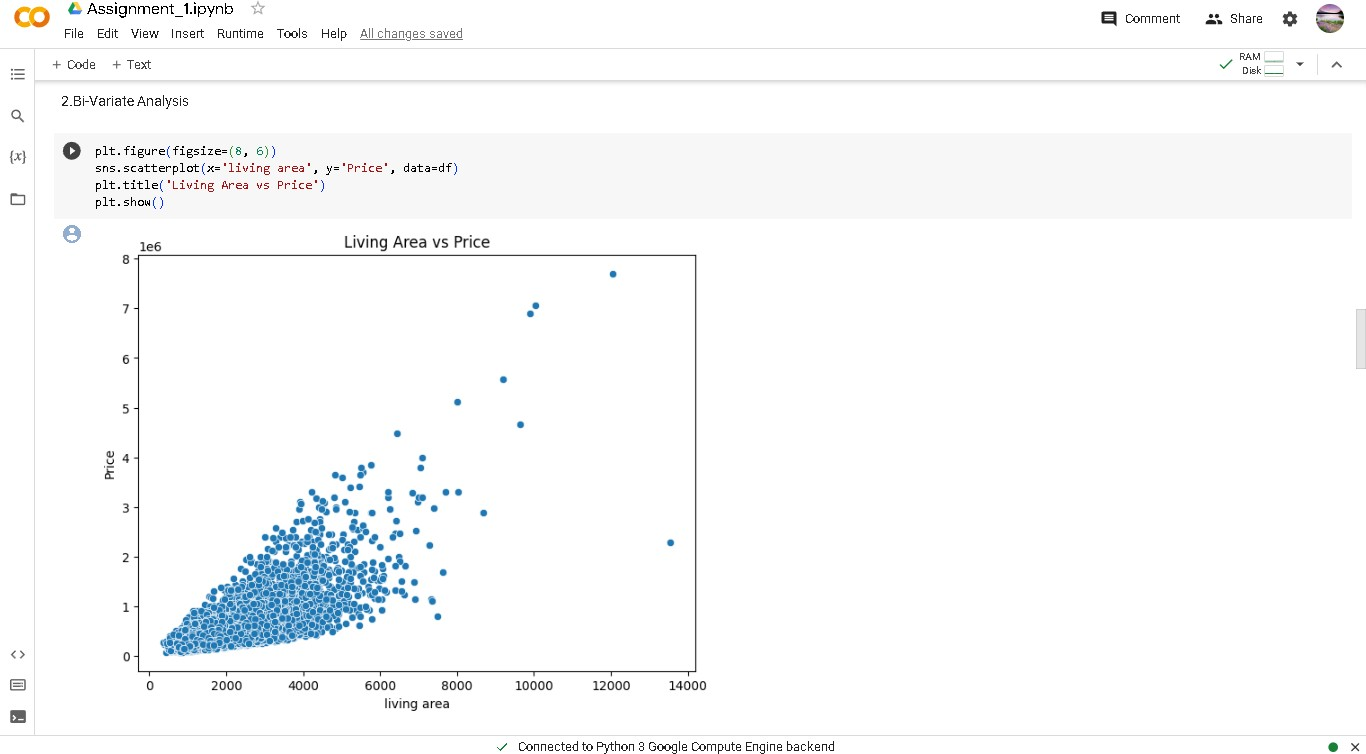 Assignment_1.ipynb
Comment
Share
File Edit View Insert Runtime Tools Help All changes saved
+ Code + Text
RAM
Disk
2.Bi-Variate Analysis
{x}
plt.figure(figsize=(8, 6))
sns.scatterplot(x='living area', y='Price', data=df)
plt.title('Living Area vs Price')
plt.show()
Living Area vs Price
1e6
8
7
6
5
4
3
2
1
0
Price
0 2000 4000 6000 8000 10000 12000 14000
living area
Connected to Python 3 Google Compute Engine backend